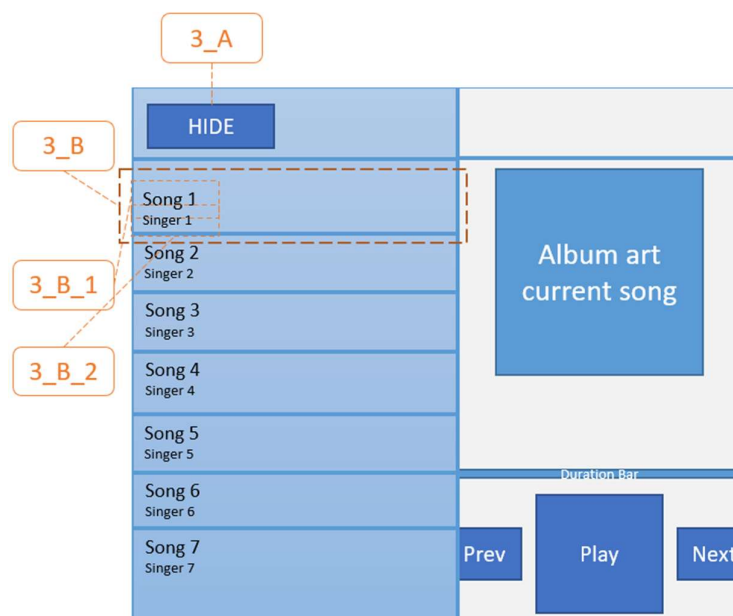 3_A
HIDE
3_B
Song 1
Singer 1
3_B_1
Song 2
Singer 2
3_B_2
Song 3
Singer 3
Song 4
Singer 4
Song 5
Singer 5
Song 6
Singer 6
Song 7
Singer 7
Album art
current song
Duration Bar
Prev
Play
Next